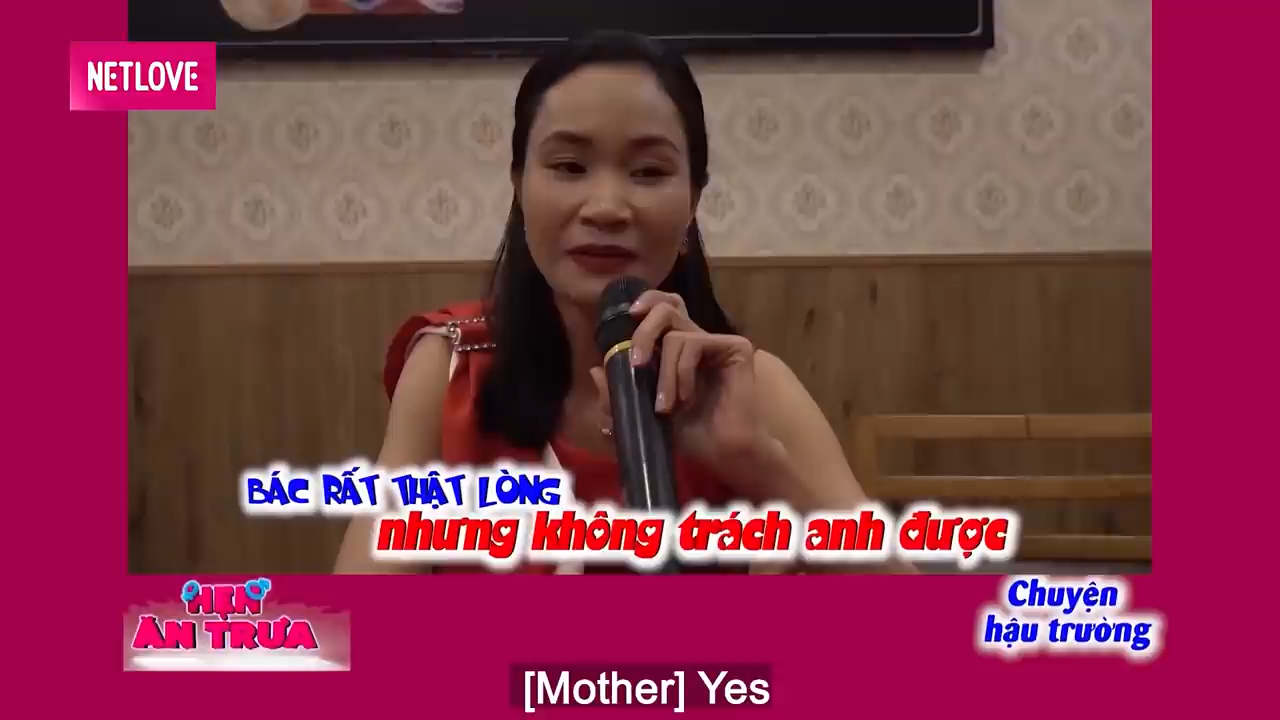 NETLOVE
BÁC RẤT THẬT LÒNG
nhưng không trách anh được
HẸN
ĂN TRƯA
Chuyện
hậu trường
[Mother] Yes